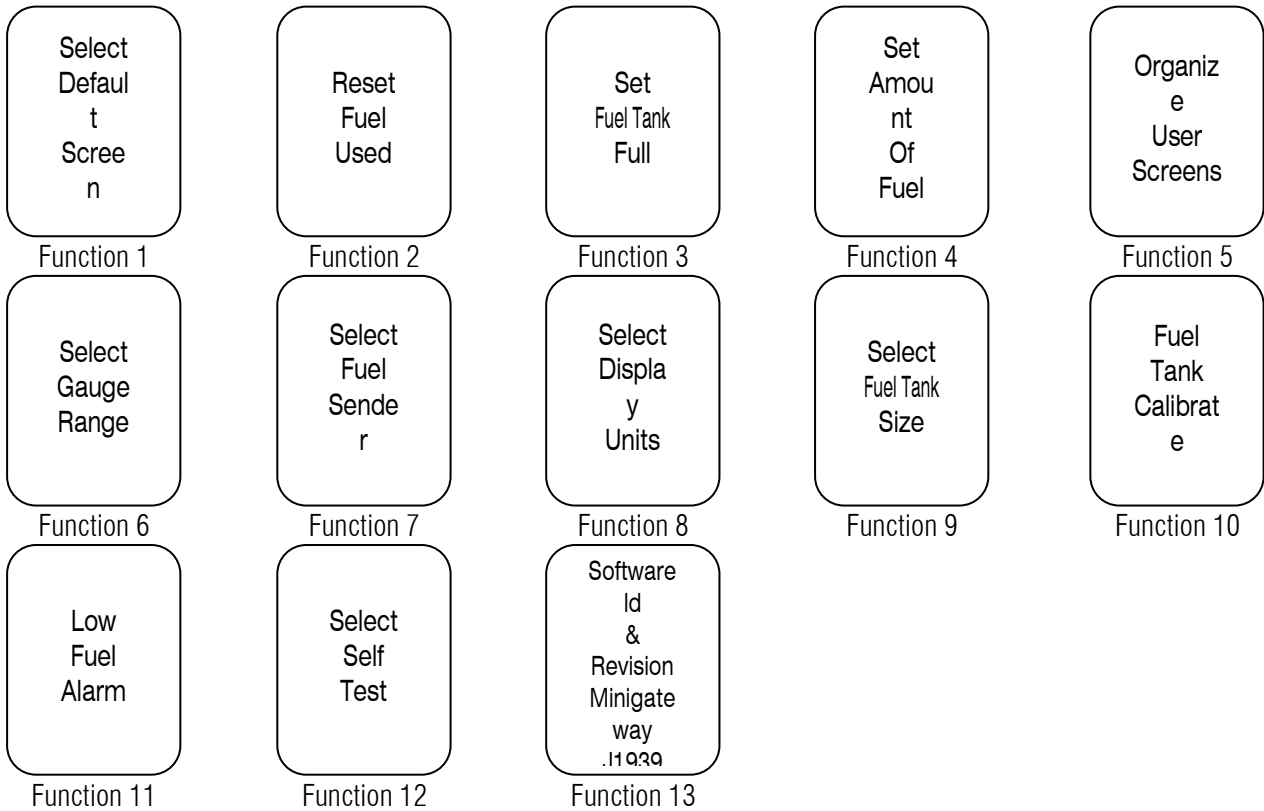 Select
Defaul
t
Scree
n
Function 1
Reset
Fuel
Used
Function 2
Set
Fuel Tank
Full
Function 3
Set
Amou
nt
Of
Fuel
Function 4
Organiz
e
User
Screens
Function 5
Select
Gauge
Range
Function 6
Select
Fuel
Sende
r
Function 7
Select
Displa
y
Units
Function 8
Select
Fuel Tank
Size
Function 9
Fuel
Tank
Calibrat
e
Function 10
Low
Fuel
Alarm
Function 11
Select
Self
Test
Function 12
Software
Id
&
Revision
Minigate
way
J1939
Function 13